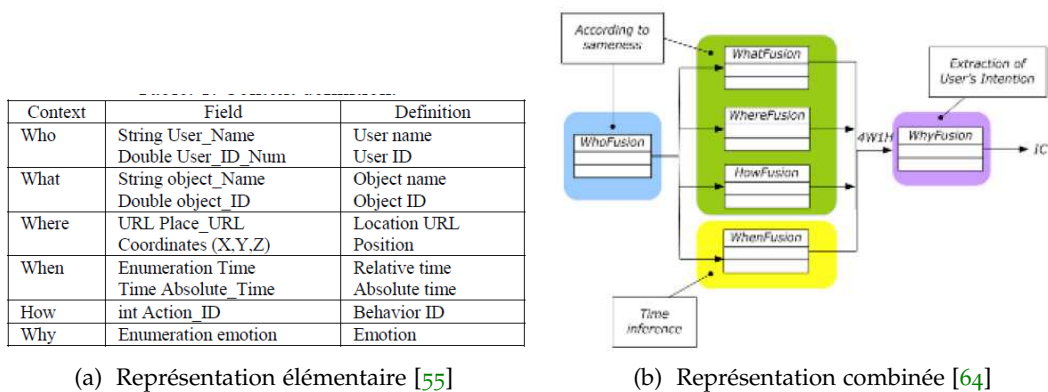 Context Field Definition
Who String User_Name User name
Double User_ID_Num User ID
What String object_Name Object name
Double object_ID Object ID
Where URL Place_URL Location URL
Coordinates (X,Y,Z) Position
When Enumeration Time Relative time
Time Absolute_Time Absolute time
How int Action_ID Behavior ID
Why Enumeration emotion Emotion
(a) Représentation élémentaire [55]
According to
sameness
WhatFusion
Extraction of
User's Intention
WhereFusion
WhoFusion
4W1H
WhyFusion
IC
HowFusion
WhenFusion
Time
inference
(b) Représentation combinée [64]